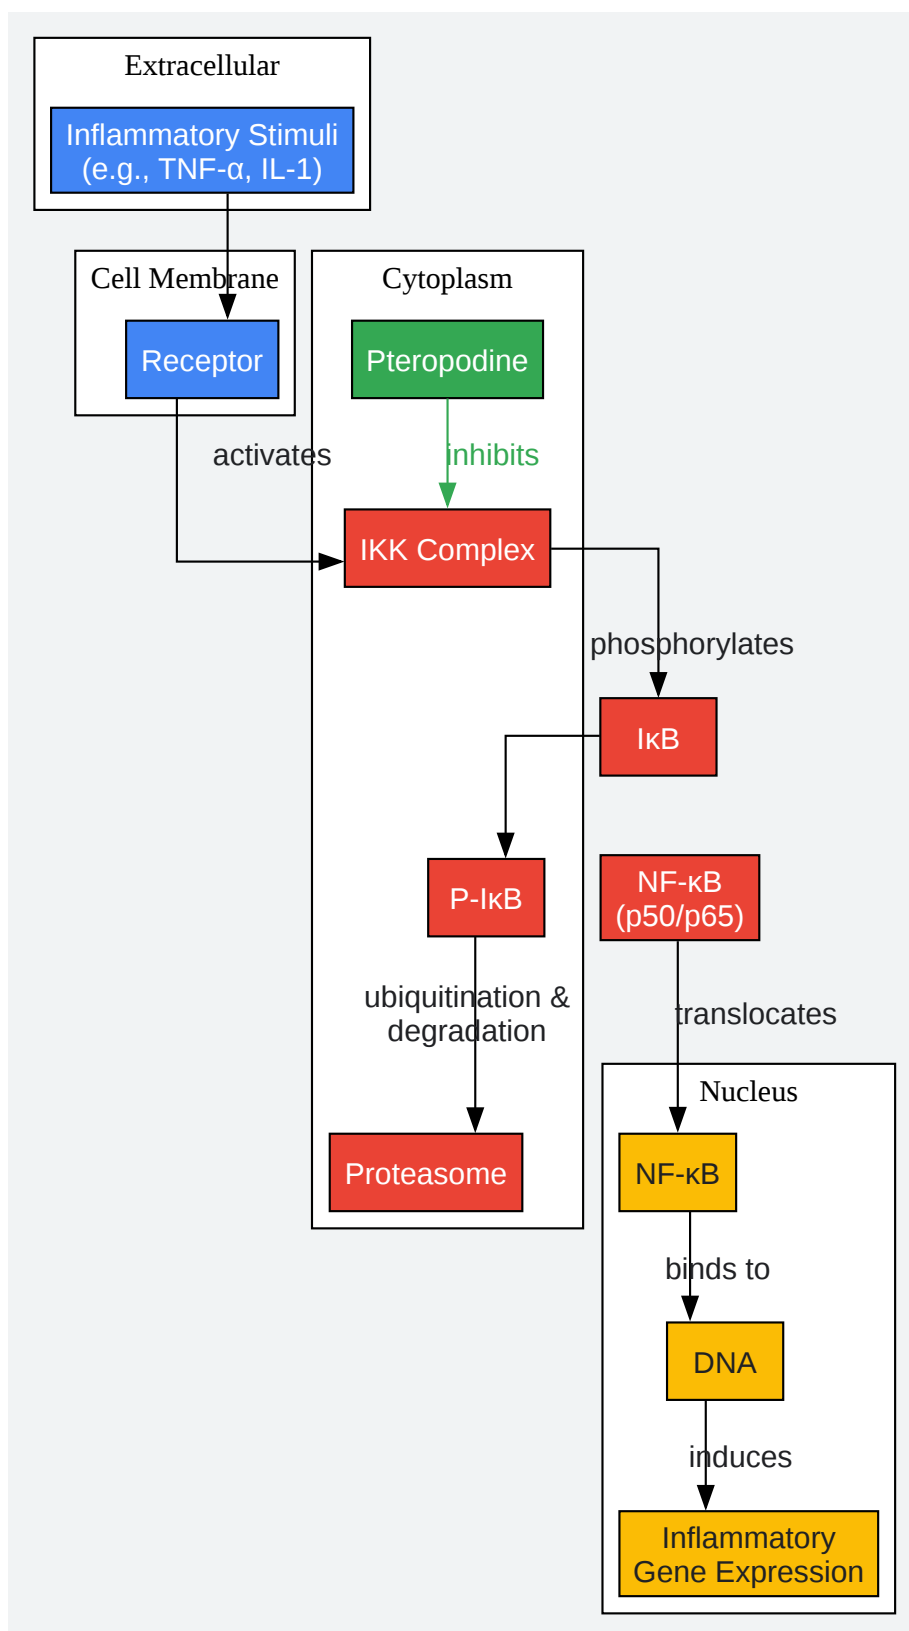 Extracellular
Inflammatory Stimuli
(e.g., TNF-α, IL-1)
Cell Membrane
Cytoplasm
Receptor
Pteropodine
activates
inhibits
IKK Complex
phosphorylates
IκB
P-IκB
NF-κB
(p50/p65)
ubiquitination &
degradation
translocates
Nucleus
Proteasome
NF-κB
binds to
DNA
induces
Inflammatory
Gene Expression